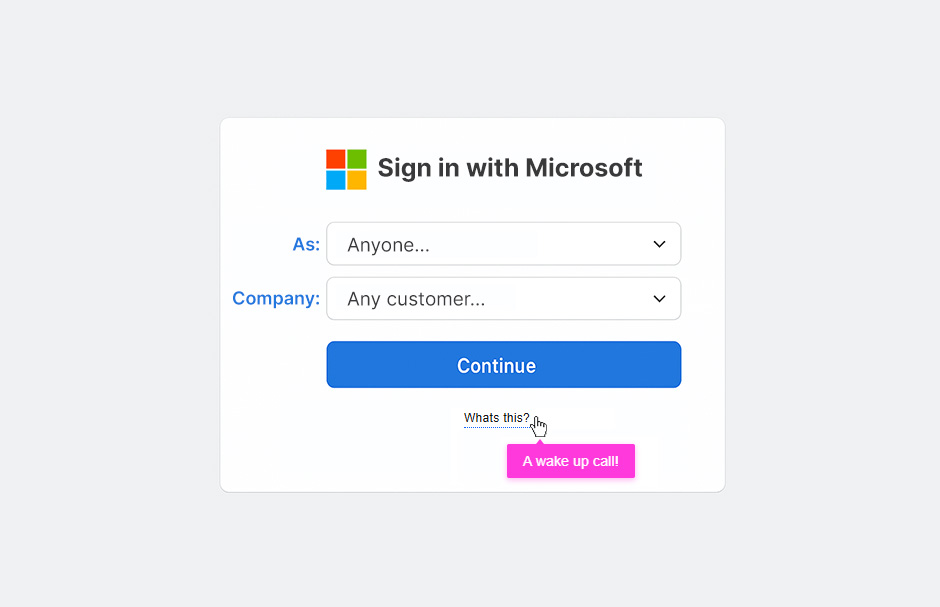 Sign in with Microsoft
As: Anyone...
Company: Any customer...
Continue
Whats this?
A wake up call!